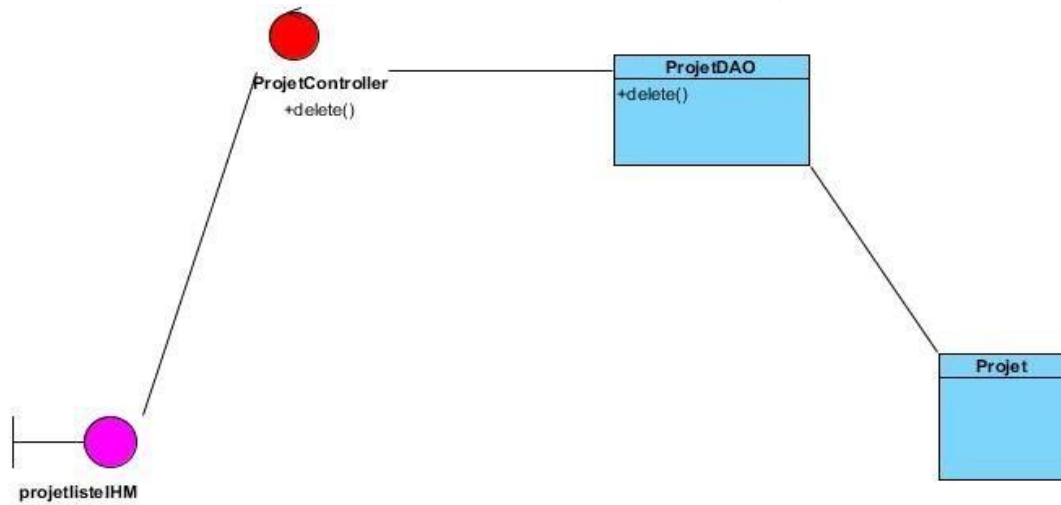 ProjetController
+delete()
ProjetDAO
+delete()
Projet
projetlisteIHM